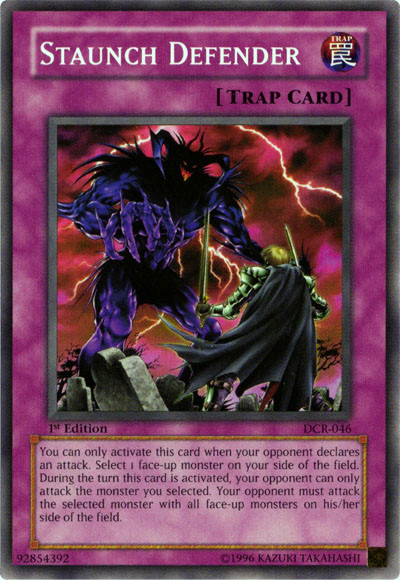 STAUNCH DEFENDER
TRAP
罠
[TRAP CARD]
1st Edition
DCR-046
You can only activate this card when your opponent declares
an attack. Select 1 face-up monster on your side of the field.
During the turn this card is activated, your opponent can only
attack the monster you selected. Your opponent must attack
the selected monster with all face-up monsters on his/her
side of the field.
92854392
©1996 KAZUKI TAKAHASHI